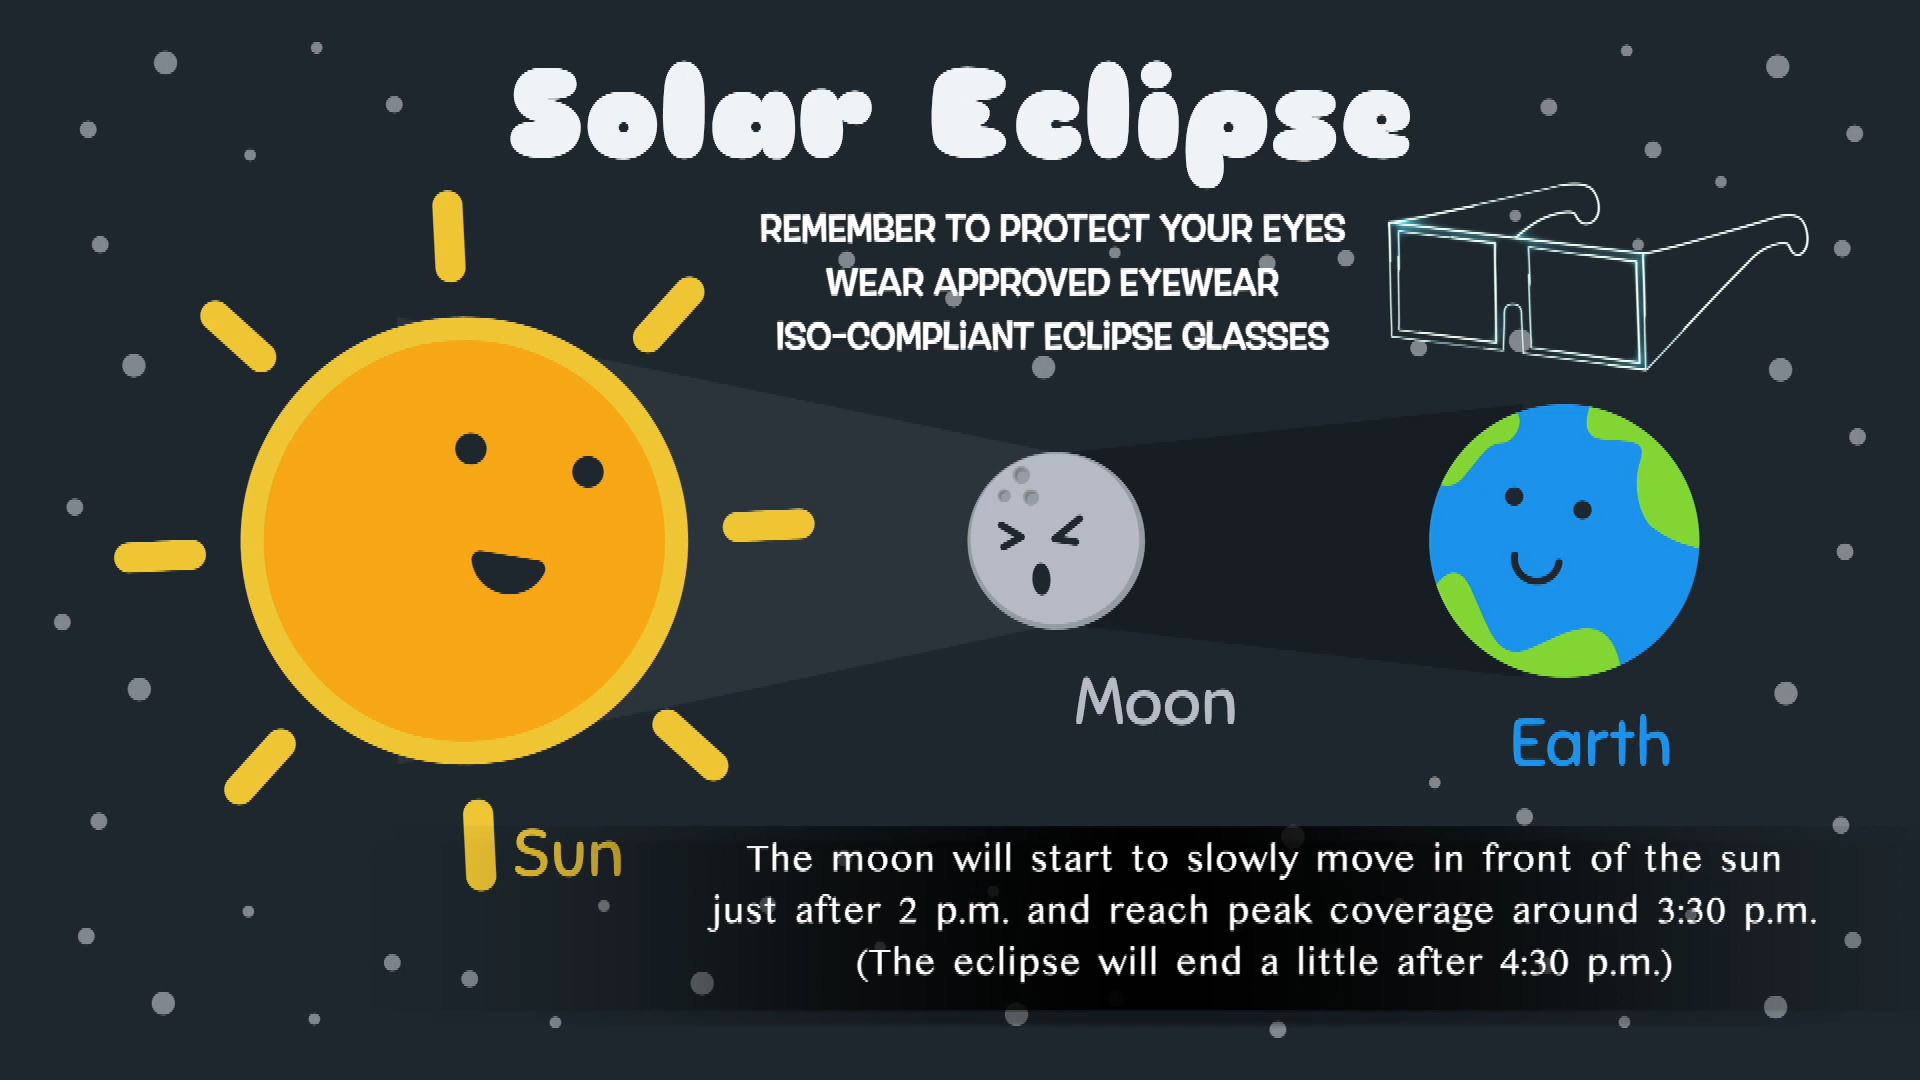 Solar Eclipse
REMEMBER TO PROTECT YOUR EYES
WEAR APPROVED EYEWEAR
ISO-COMPLiANT ECLiPSE GLASSES
Moon
Earth
Sun
The moon will start to slowly move in front of the sun
just after 2 p.m. and reach peak coverage around 3:30 p.m.
(The eclipse will end a little after 4:30 p.m.)